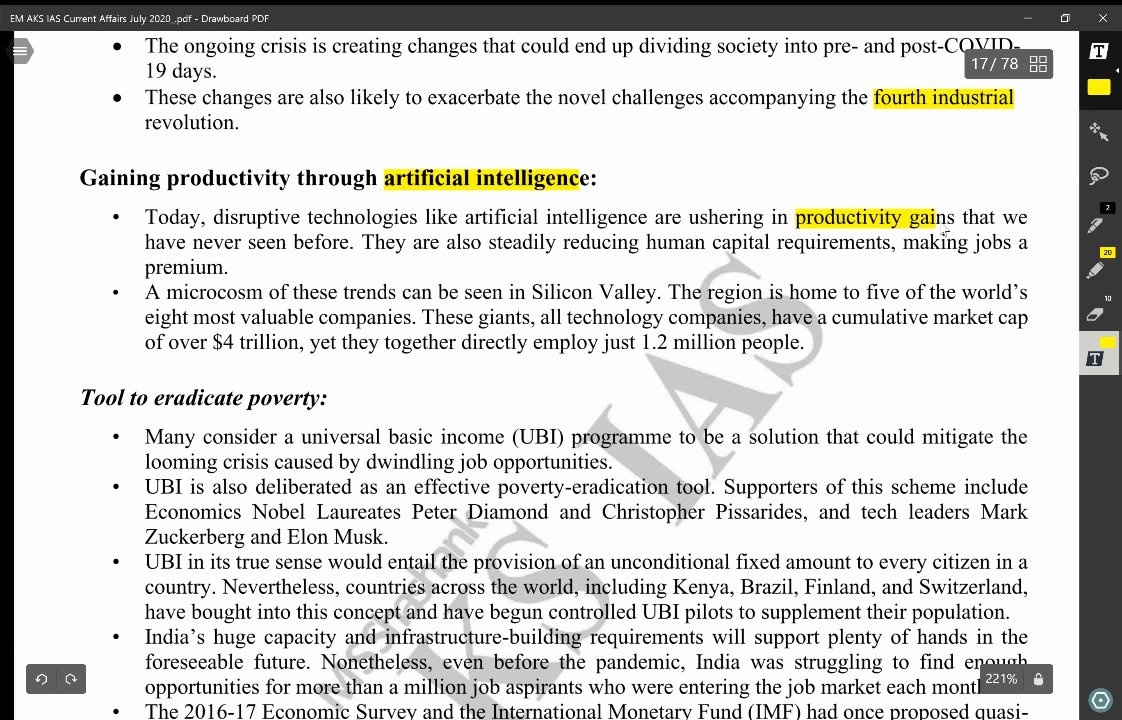 EM AKS IAS Current Affairs July 2020_.pdf - Drawboard PDF
• The ongoing crisis is creating changes that could end up dividing society into pre- and post-COVID-
19 days.
17 / 78
• These changes are also likely to exacerbate the novel challenges accompanying the fourth industrial
revolution.
Gaining productivity through artificial intelligence:
• Today, disruptive technologies like artificial intelligence are ushering in productivity gains that we
have never seen before. They are also steadily reducing human capital requirements, making jobs a
premium.
• A microcosm of these trends can be seen in Silicon Valley. The region is home to five of the world's
eight most valuable companies. These giants, all technology companies, have a cumulative market cap
of over $4 trillion, yet they together directly employ just 1.2 million people.
Tool to eradicate poverty:
• Many consider a universal basic income (UBI) programme to be a solution that could mitigate the
looming crisis caused by dwindling job opportunities.
• UBI is also deliberated as an effective poverty-eradication tool. Supporters of this scheme include
Economics Nobel Laureates Peter Diamond and Christopher Pissarides, and tech leaders Mark
Zuckerberg and Elon Musk.
• UBI in its true sense would entail the provision of an unconditional fixed amount to every citizen in a
country. Nevertheless, countries across the world, including Kenya, Brazil, Finland, and Switzerland,
have bought into this concept and have begun controlled UBI pilots to supplement their population.
• India's huge capacity and infrastructure-building requirements will support plenty of hands in the
foreseeable future. Nonetheless, even before the pandemic, India was struggling to find enough
opportunities for more than a million job aspirants who were entering the job market each month
• The 2016-17 Economic Survey and the International Monetary Fund (IMF) had once proposed quasi-
221%
MSShashank
KS IAS
T
2
20
10
T